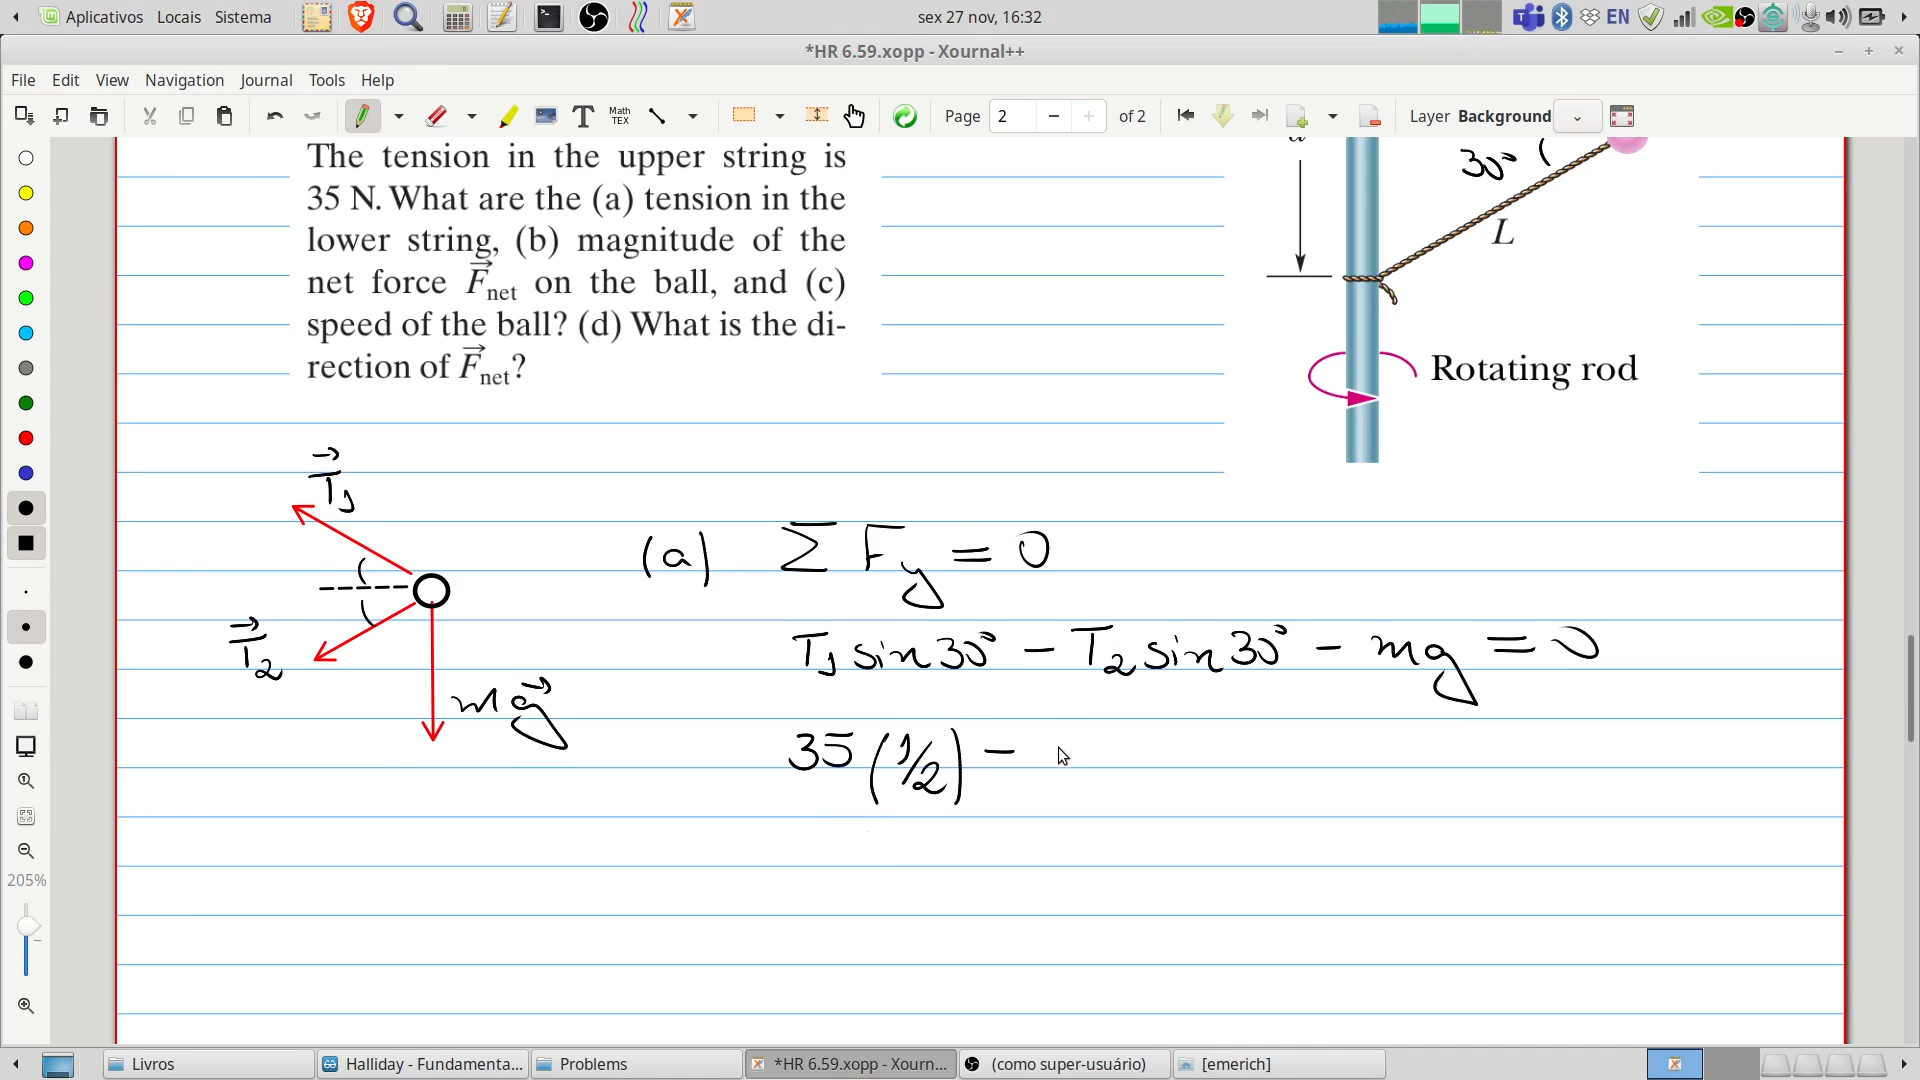 Aplicativos Locais Sistema
sex 27 nov, 16:32
EN
*HR 6.59.xopp - Xournal++
File Edit View Navigation Journal Tools Help
Math TEX
Page 2 of 2 Layer Background
The tension in the upper string is
35 N. What are the (a) tension in the
lower string, (b) magnitude of the
net force F⃗net on the ball, and (c)
speed of the ball? (d) What is the di-
rection of F⃗net?
30°
L
Rotating rod
T⃗1
T⃗2
mg⃗
(a) ΣFy = 0
T1 sin 30° - T2 sin 30° - mg = 0
35 (1/2) -
205%
Livros
Halliday - Fundamenta...
Problems
*HR 6.59.xopp - Xourn...
(como super-usuário)
[emerich]